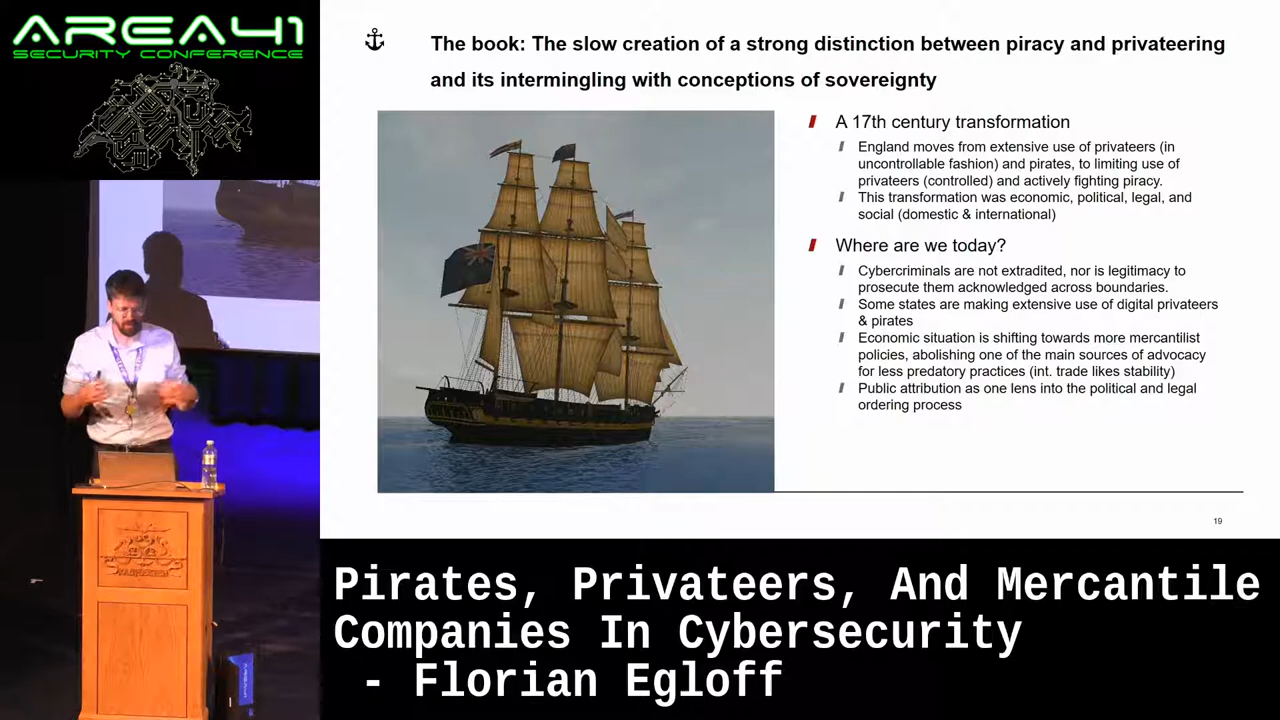 AREA41
SECURITY CONFERENCE
The book: The slow creation of a strong distinction between piracy and privateering
and its intermingling with conceptions of sovereignty
A 17th century transformation
England moves from extensive use of privateers (in
uncontrollable fashion) and pirates, to limiting use of
privateers (controlled) and actively fighting piracy.
This transformation was economic, political, legal, and
social (domestic & international)
Where are we today?
Cybercriminals are not extradited, nor is legitimacy to
prosecute them acknowledged across boundaries.
Some states are making extensive use of digital privateers
& pirates
Economic situation is shifting towards more mercantilist
policies, abolishing one of the main sources of advocacy
for less predatory practices (int. trade likes stability)
Public attribution as one lens into the political and legal
ordering process
19
Pirates, Privateers, And Mercantile
Companies In Cybersecurity
- Florian Egloff